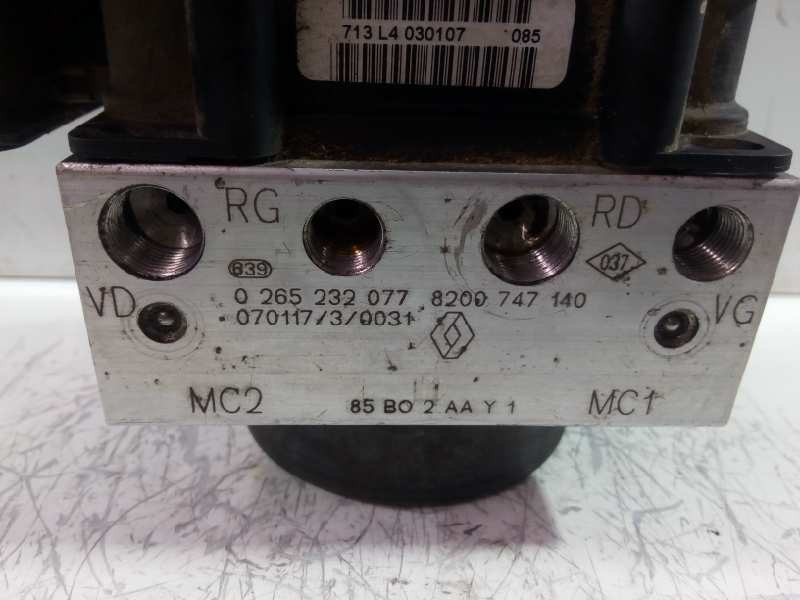 713 L4 030107 085
RG RD
839 037
0 265 232 077 8200 747 140
VD VG
070117/3/0031
MC2 85 BO 2 AA Y 1 MC1